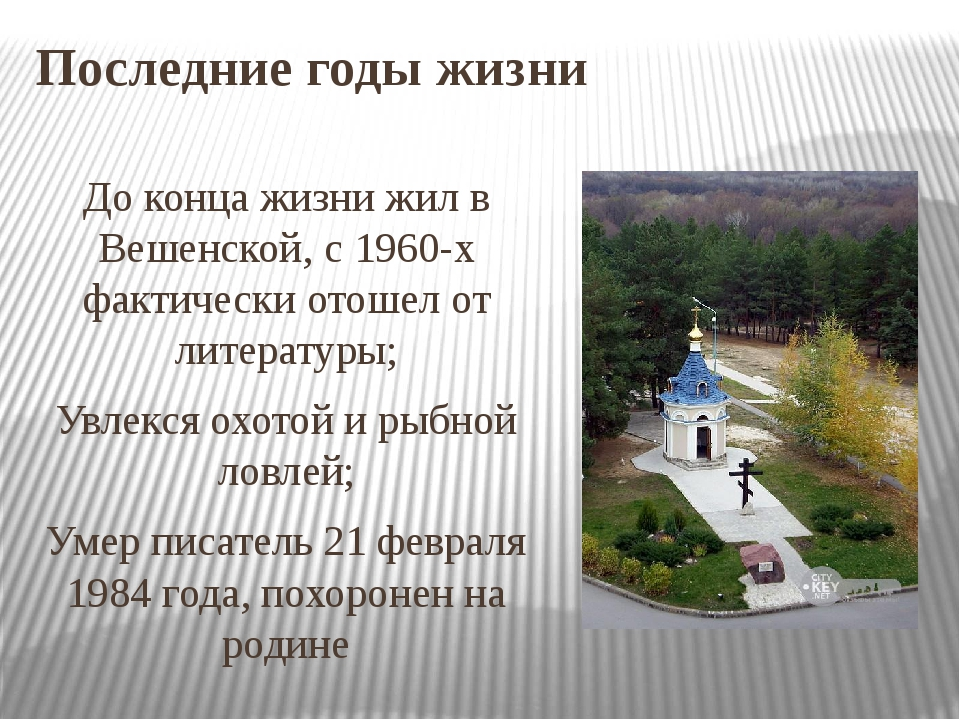 Последние годы жизни
До конца жизни жил в
Вешенской, с 1960-х
фактически отошел от
литературы;
Увлекся охотой и рыбной
ловлей;
Умер писатель 21 февраля
1984 года, похоронен на
родине
CITY
KEY
.NET